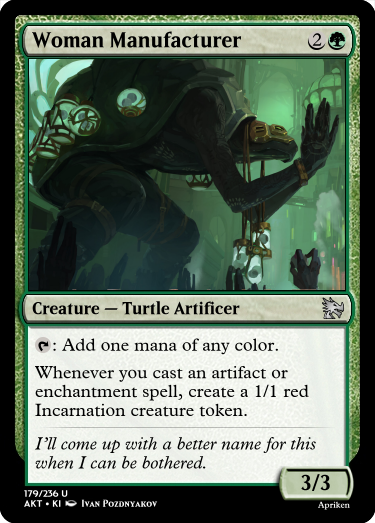 Woman Manufacturer 2
Creature — Turtle Artificer
: Add one mana of any color.
Whenever you cast an artifact or
enchantment spell, create a 1/1 red
Incarnation creature token.
I'll come up with a better name for this
when I can be bothered.
3/3
179/236 U
AKT • KI Ivan Pozdnyakov
Apriken